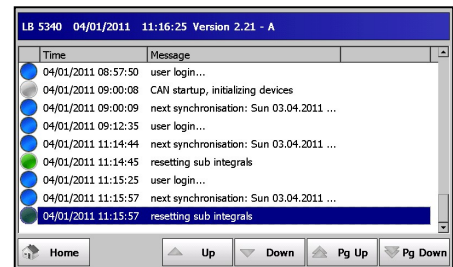 LB 5340 04/01/2011 11:16:25 Version 2.21 - A
Time Message
04/01/2011 08:57:50 user login...
04/01/2011 09:00:08 CAN startup, initializing devices
04/01/2011 09:00:09 next synchronisation: Sun 03.04.2011 ...
04/01/2011 09:12:35 user login...
04/01/2011 11:14:44 next synchronisation: Sun 03.04.2011 ...
04/01/2011 11:14:45 resetting sub integrals
04/01/2011 11:15:25 user login...
04/01/2011 11:15:57 next synchronisation: Sun 03.04.2011 ...
04/01/2011 11:15:57 resetting sub integrals
Home Up Down Pg Up Pg Down